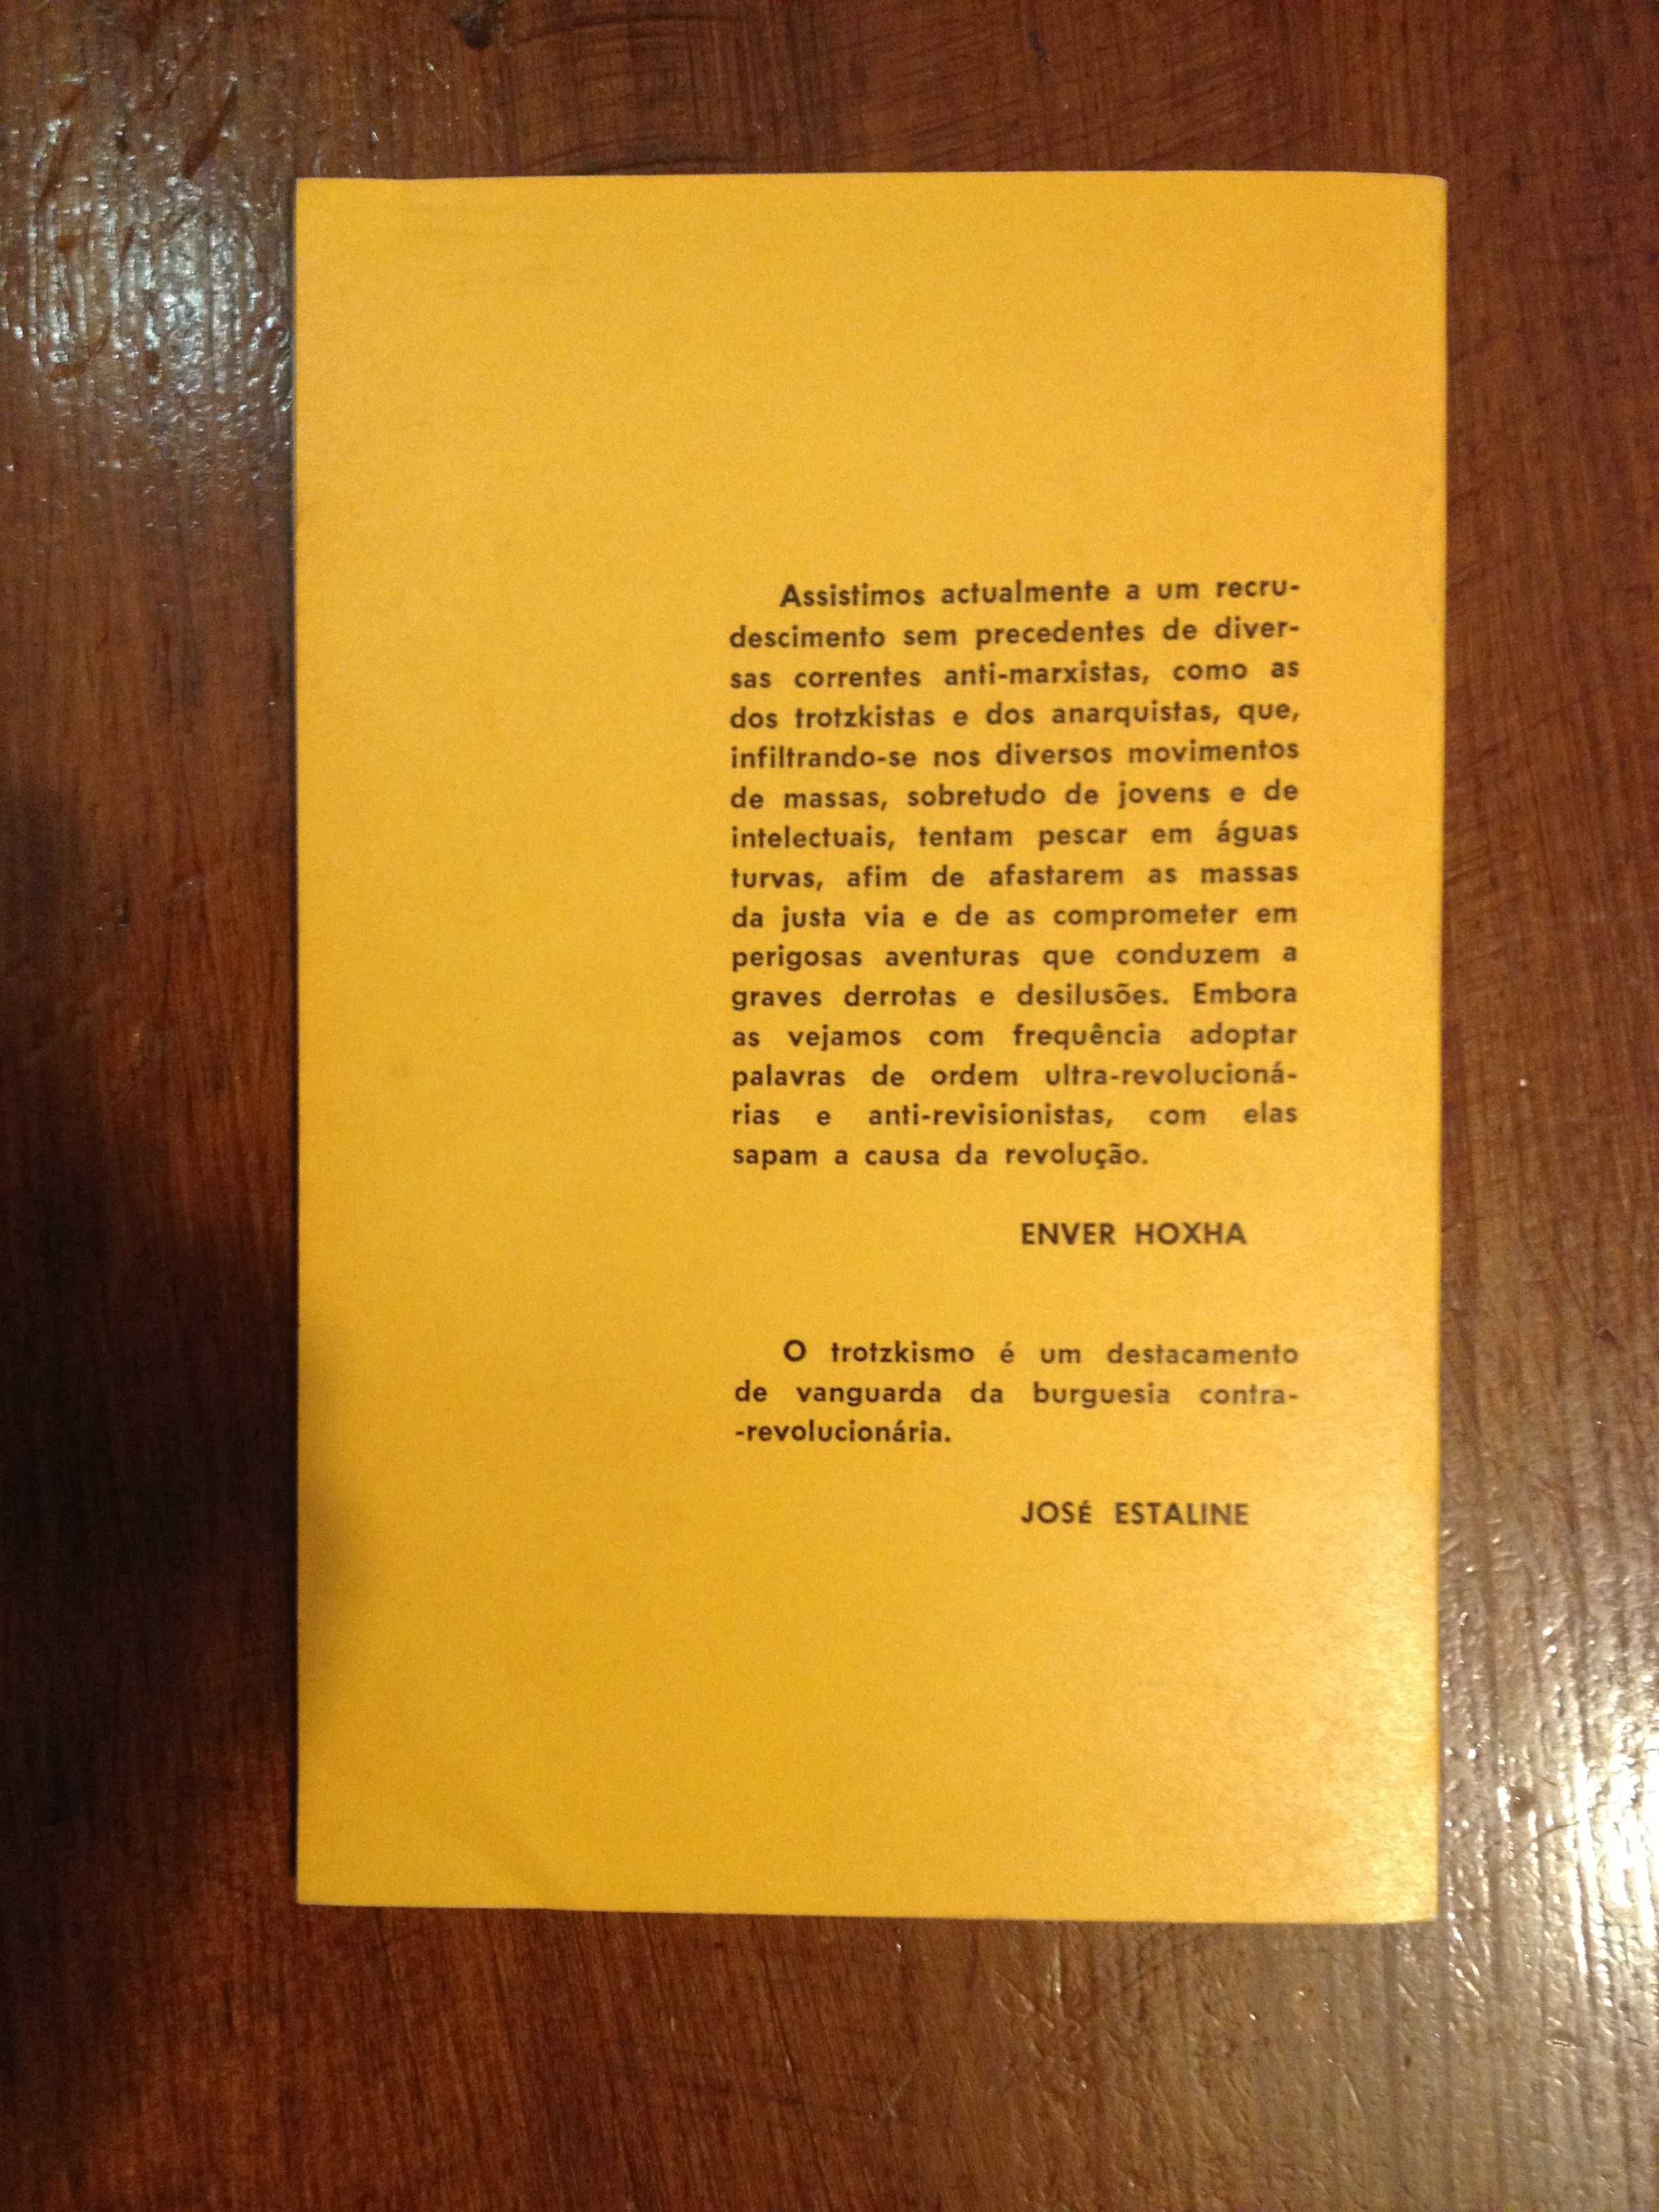 Assistimos actualmente a um recru-
descimento sem precedentes de diver-
sas correntes anti-marxistas, como as
dos trotzkistas e dos anarquistas, que,
infiltrando-se nos diversos movimentos
de massas, sobretudo de jovens e de
intelectuais, tentam pescar em águas
turvas, afim de afastarem as massas
da justa via e de as comprometer em
perigosas aventuras que conduzem a
graves derrotas e desilusões. Embora
as vejamos com frequência adoptar
palavras de ordem ultra-revolucioná-
rias e anti-revisionistas, com elas
sapam a causa da revolução.
ENVER HOXHA
O trotzkismo é um destacamento
de vanguarda da burguesia contra-
-revolucionária.
JOSÉ ESTALINE